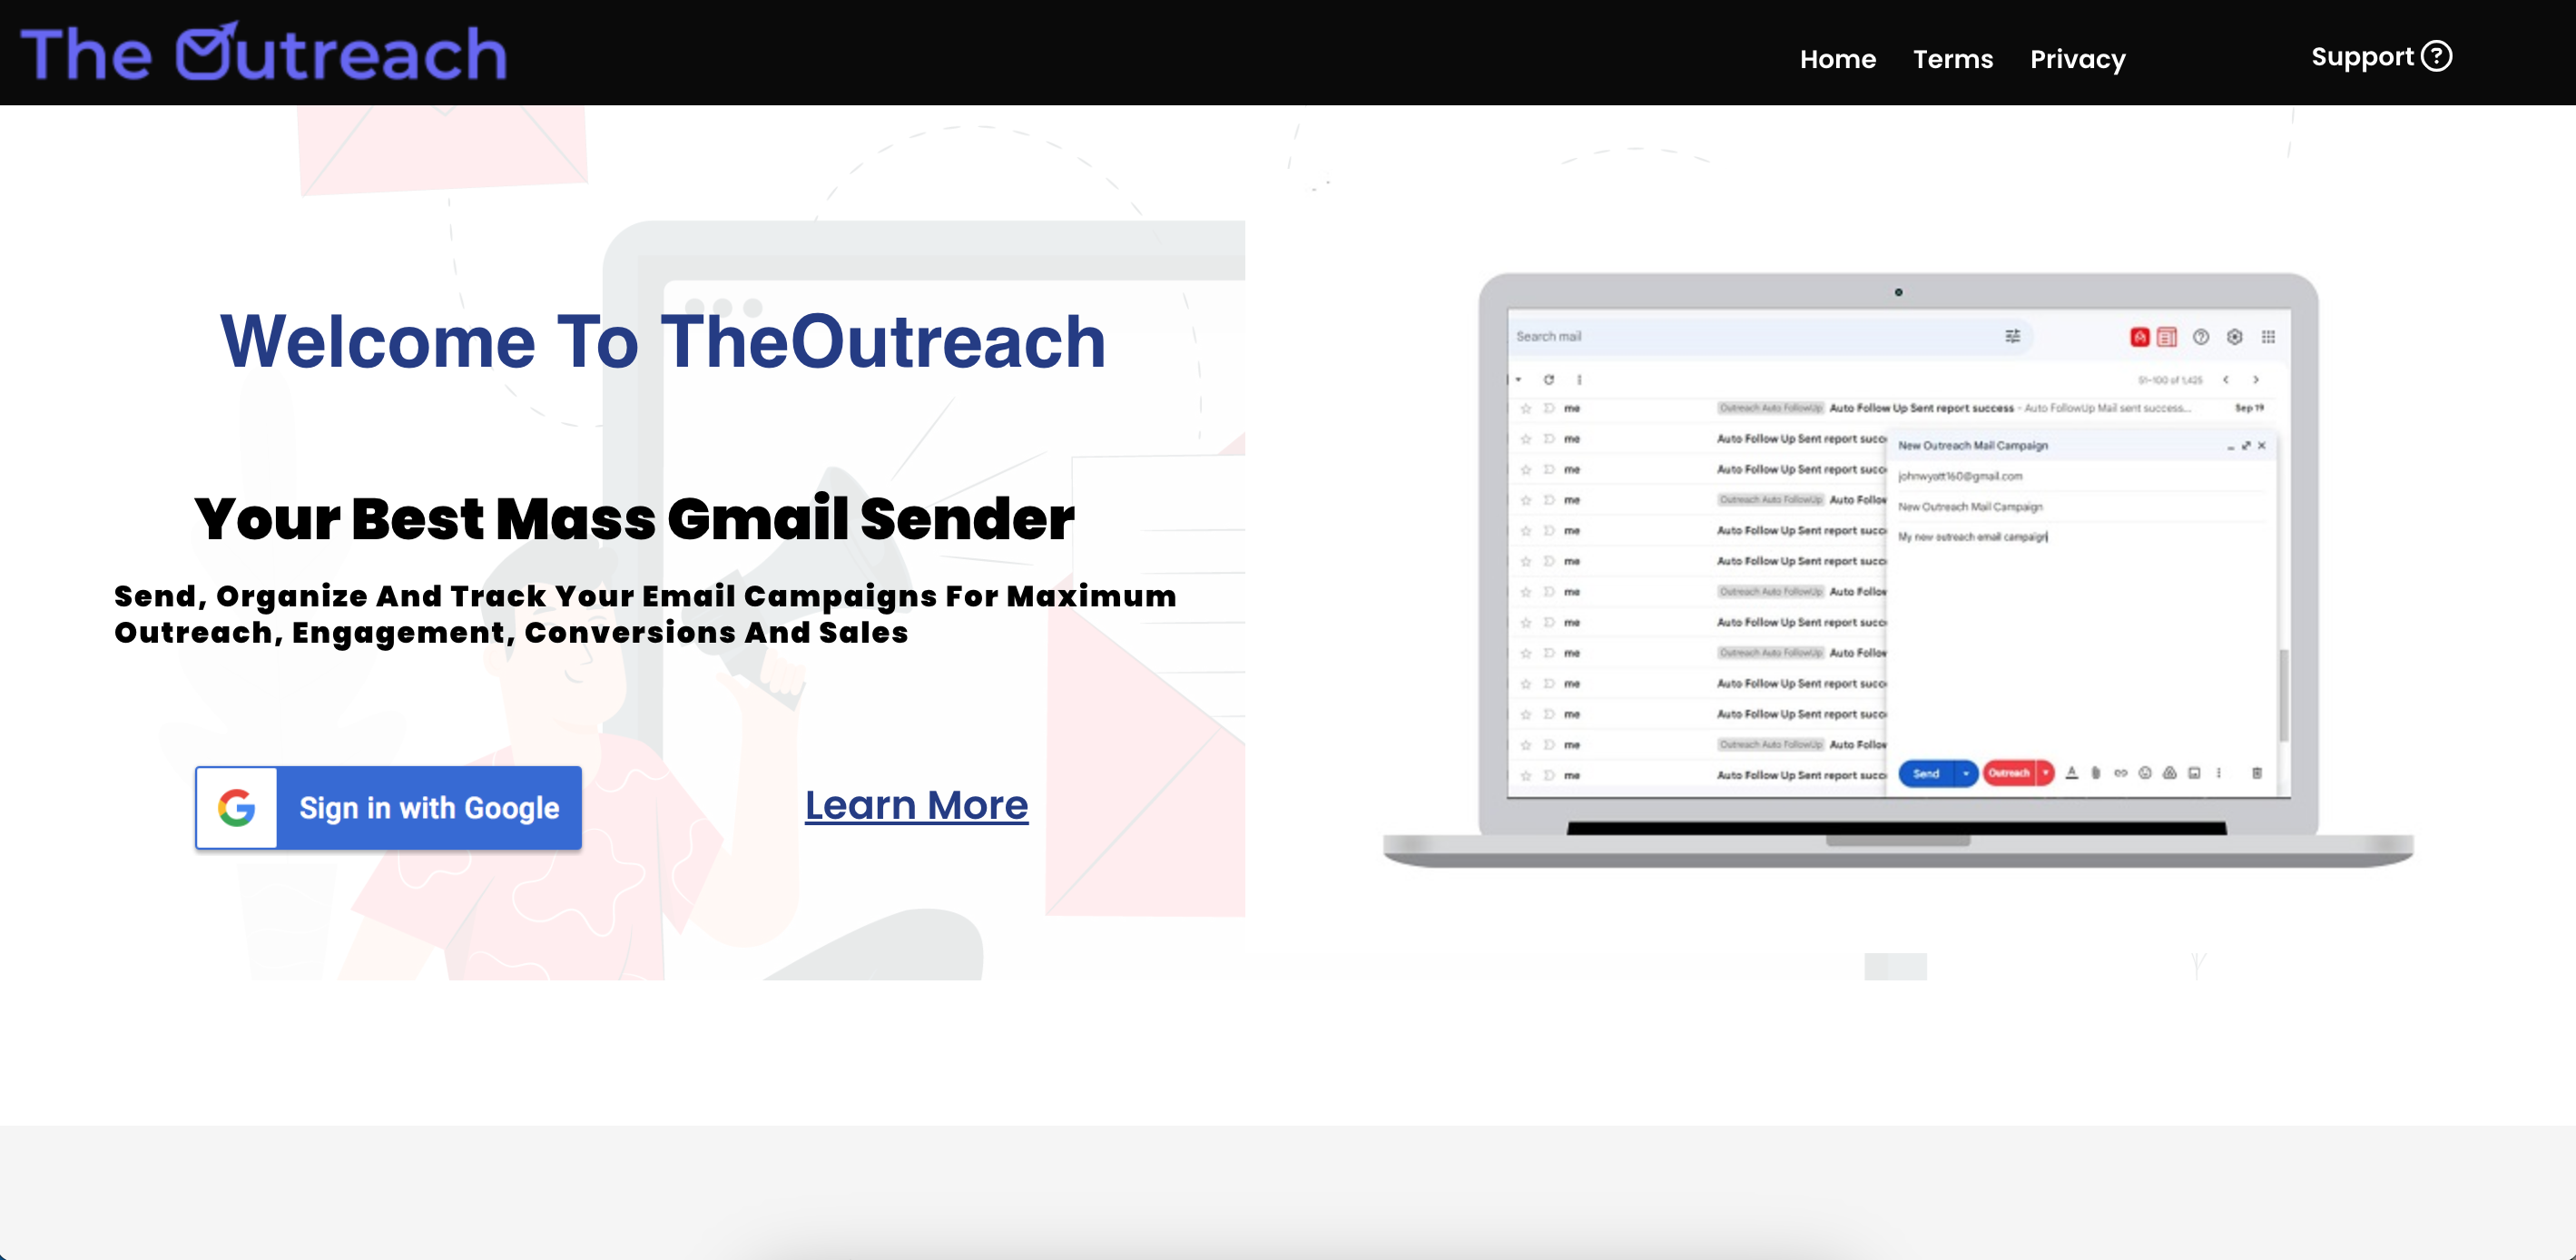 The Outreach
Home Terms Privacy Support ?
Welcome To TheOutreach
Your Best Mass Gmail Sender
Send, Organize And Track Your Email Campaigns For Maximum
Outreach, Engagement, Conversions And Sales
Sign in with Google
Learn More
Search mail
51-100 of 1,425
me Outreach Auto FollowUp Auto Follow Up Sent report success - Auto FollowUp Mail sent success... Sep 19
me Auto Follow Up Sent report succ
me Auto Follow Up Sent report succ
me Outreach Auto FollowUp Auto Follow
me Auto Follow Up Sent report succ
me Auto Follow Up Sent report succ
me Outreach Auto FollowUp Auto Follow
me Auto Follow Up Sent report succ
me Outreach Auto FollowUp Auto Follow
me Auto Follow Up Sent report succ
me Auto Follow Up Sent report succ
me Outreach Auto FollowUp Auto Follow
me Auto Follow Up Sent report succ
New Outreach Mail Campaign
johnwyatt160@gmail.com
New Outreach Mail Campaign
My new outreach email campaign
Send Outreach